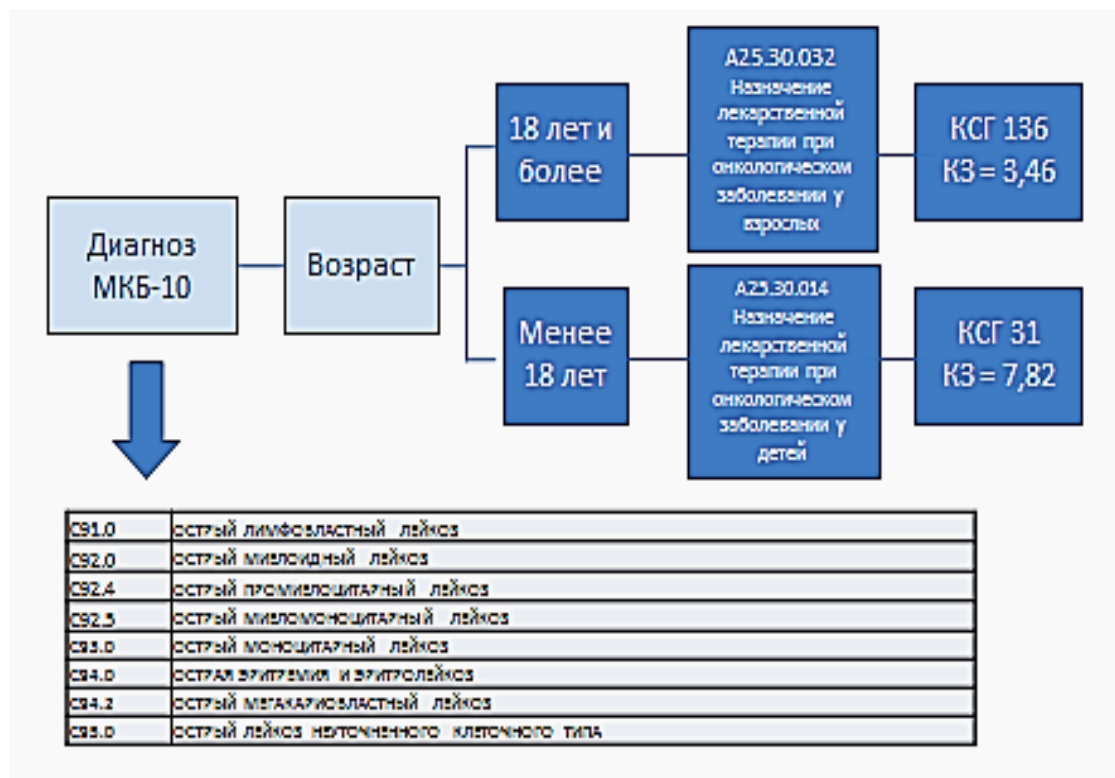 Диагноз
МКБ-10
Возраст
18 лет и
более
А25.30.032
Назначение
лекарственной
терапии при
онкологическом
заболевании у
взрослых
КСГ 136
КЗ = 3,46
Менее
18 лет
А25.30.014
Назначение
лекарственной
терапии при
онкологическом
заболевании у
детей
КСГ 31
КЗ = 7,82
C91.0 ОСТРЫЙ ЛИМФОБЛАСТНЫЙ ЛЕЙКОЗ
C92.0 ОСТРЫЙ МИЕЛОИДНЫЙ ЛЕЙКОЗ
C92.4 ОСТРЫЙ ПРОМИЕЛОЦИТАРНЫЙ ЛЕЙКОЗ
C92.5 ОСТРЫЙ МИЕЛОМОНОЦИТАРНЫЙ ЛЕЙКОЗ
C93.0 ОСТРЫЙ МОНОЦИТАРНЫЙ ЛЕЙКОЗ
C94.0 ОСТРАЯ ЭРИТРЕМИЯ И ЭРИТРОЛЕЙКОЗ
C94.2 ОСТРЫЙ МЕГАКАРИОБЛАСТНЫЙ ЛЕЙКОЗ
C95.0 ОСТРЫЙ ЛЕЙКОЗ НЕУТОЧНЕННОГО КЛЕТОЧНОГО ТИПА